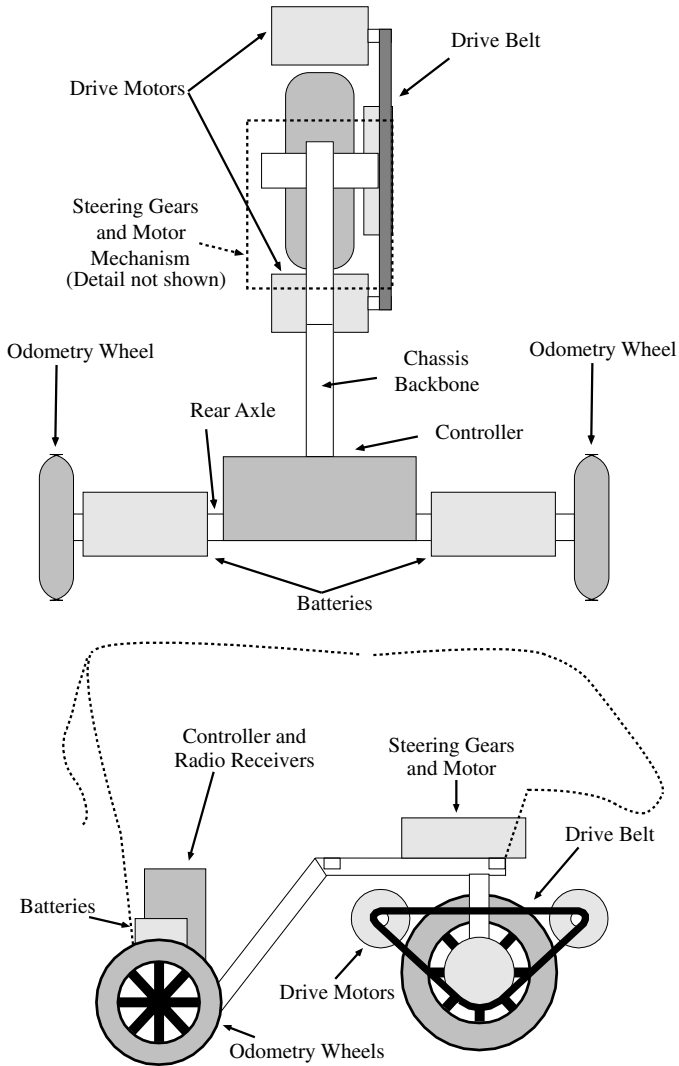 Drive Belt
Drive Motors
Steering Gears
and Motor
Mechanism
(Detail not shown)
Odometry Wheel
Odometry Wheel
Chassis
Backbone
Rear Axle
Controller
Batteries
Controller and
Radio Receivers
Steering Gears
and Motor
Drive Belt
Batteries
Drive Motors
Odometry Wheels